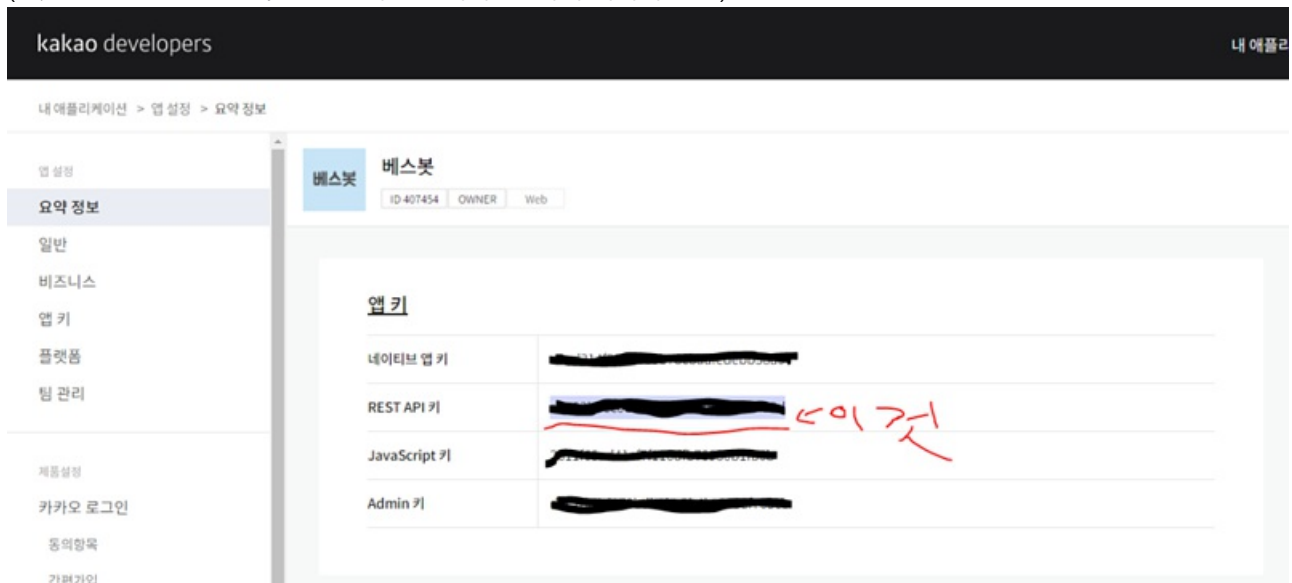 kakao developers
내 애플리
내 애플리케이션 > 앱 설정 > 요약 정보
앱 설정
요약 정보
일반
비즈니스
앱 키
플랫폼
팀 관리
제품설정
카카오 로그인
동의항목
간편가입
베스봇
베스봇
ID 407454 OWNER Web
앱 키
네이티브 앱 키
REST API 키
JavaScript 키
Admin 키